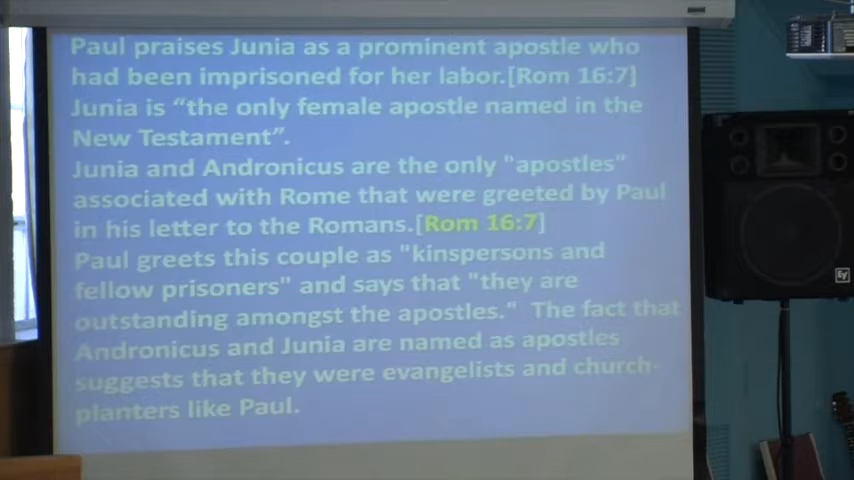 Paul praises Junia as a prominent apostle who
had been imprisoned for her labor.[Rom 16:7]
Junia is “the only female apostle named in the
New Testament”.
Junia and Andronicus are the only "apostles"
associated with Rome that were greeted by Paul
in his letter to the Romans.[Rom 16:7]
Paul greets this couple as "kinspersons and
fellow prisoners" and says that "they are
outstanding amongst the apostles." The fact that
Andronicus and Junia are named as apostles
suggests that they were evangelists and church-
planters like Paul.
EV